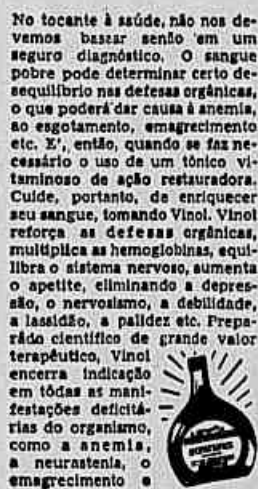 No tocante à saúde, não nos de-
vemos basear senão em um
seguro diagnóstico. O sangue
pobre pode determinar certo de-
sequilíbrio nas defesas orgânicas,
o que poderá dar causa à anemia,
ao esgotamento, emagrecimento
etc. E', então, quando se faz ne-
cessário o uso de um tônico vi-
taminoso de ação restauradora.
Cuide, portanto, de enriquecer
seu sangue, tomando Vinol. Vinol
reforça as defesas orgânicas,
multiplica as hemoglobinas, equi-
libra o sistema nervoso, aumenta
o apetite, eliminando a depres-
são, o nervosismo, a debilidade,
a lassidão, a palidez etc. Prepa-
rádo científico de grande valor
terapêutico, Vinol
encerra indicação
em tôdas as mani-
festações deficitá-
rias do organismo,
como a anemia,
a neurastenia, o
emagrecimento e